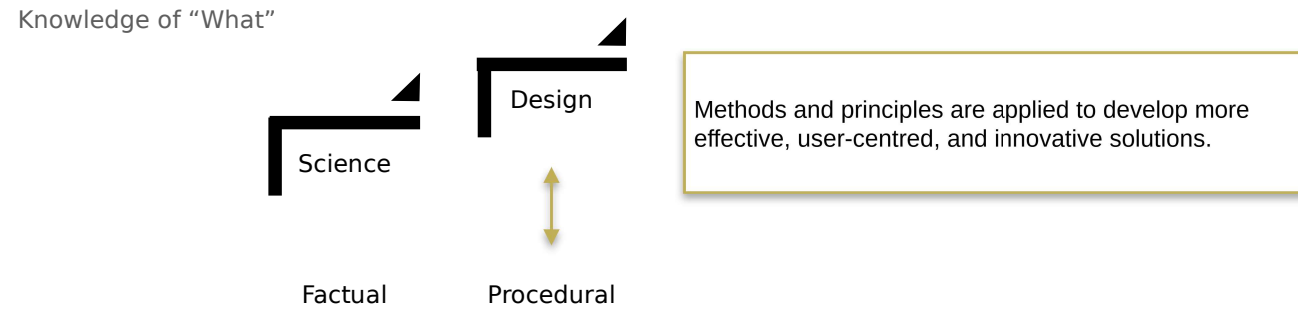 Knowledge of “What”
Design
Science
Methods and principles are applied to develop more
effective, user-centred, and innovative solutions.
Factual
Procedural